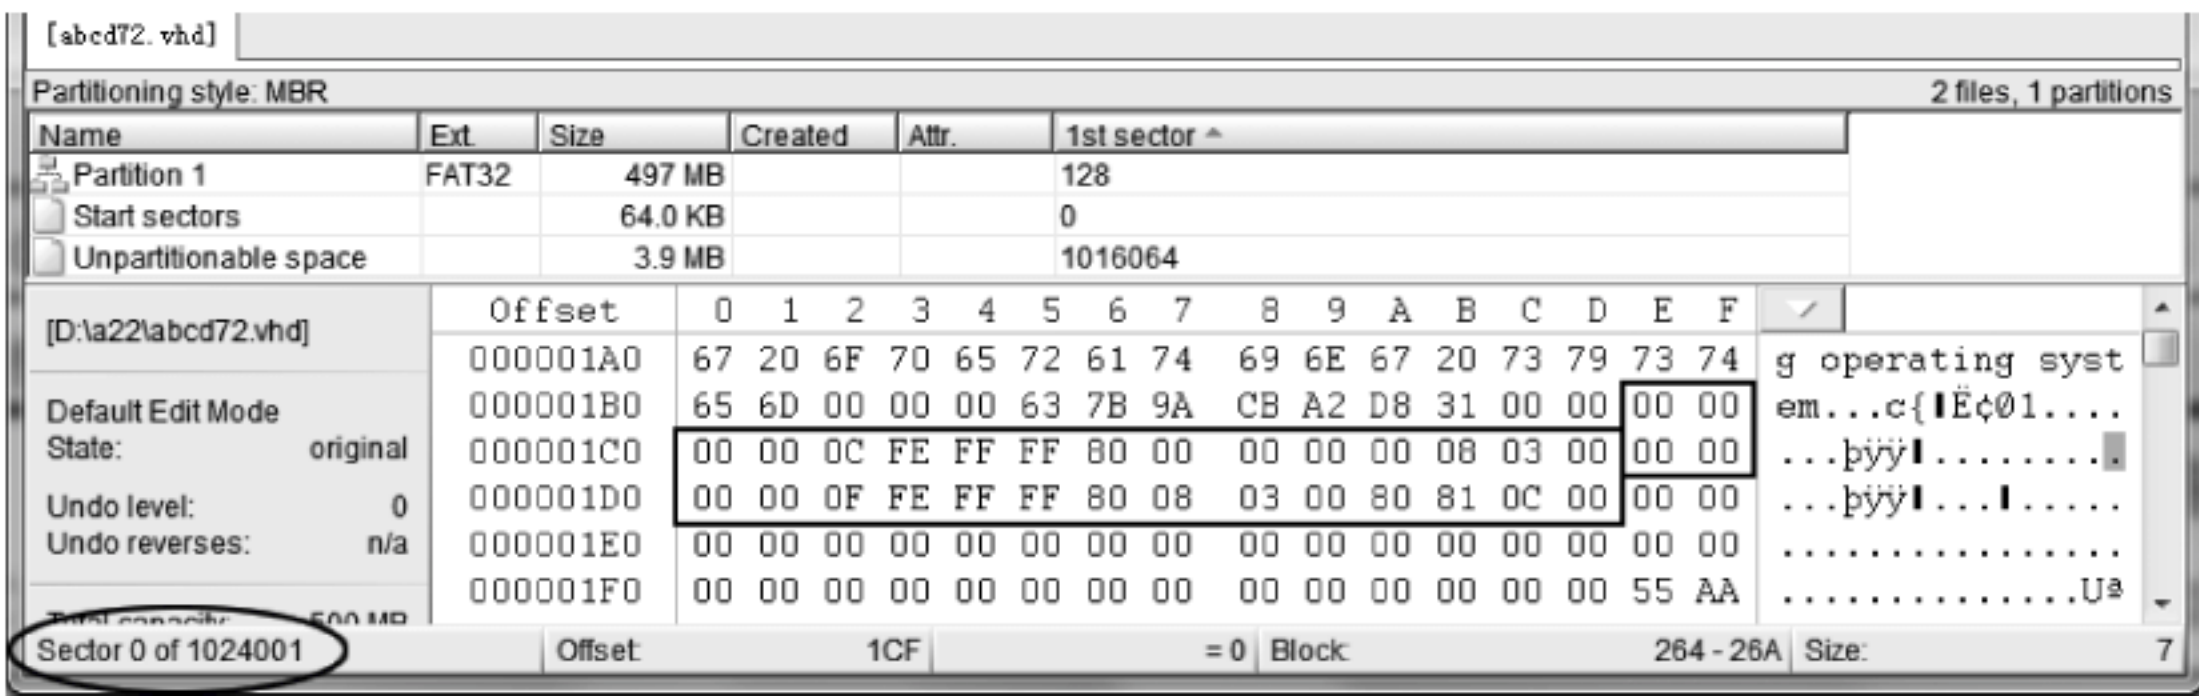 [abcd72.vhd]
Partitioning style: MBR 2 files, 1 partitions
Name Ext. Size Created Attr. 1st sector
Partition 1 FAT32 497 MB 128
Start sectors 64.0 KB 0
Unpartitionable space 3.9 MB 1016064
[D:\a22\abcd72.vhd]
Default Edit Mode
State: original
Undo level: 0
Undo reverses: n/a
Total capacity: 500 MB
Offset 0 1 2 3 4 5 6 7 8 9 A B C D E F
000001A0 67 20 6F 70 65 72 61 74 69 6E 67 20 73 79 73 74 g operating syst
000001B0 65 6D 00 00 00 63 7B 9A CB A2 D8 31 00 00 00 00 em...c{▮Ë¢Ø1....
000001C0 00 00 0C FE FF FF 80 00 00 00 00 08 03 00 00 00 ...þÿÿ▮.........
000001D0 00 00 0F FE FF FF 80 08 03 00 80 81 0C 00 00 00 ...þÿÿ▮...▮.....
000001E0 00 00 00 00 00 00 00 00 00 00 00 00 00 00 00 00 ................
000001F0 00 00 00 00 00 00 00 00 00 00 00 00 00 00 55 AA ..............Uª
Sector 0 of 1024001 Offset: 1CF = 0 Block: 264 - 26A Size: 7